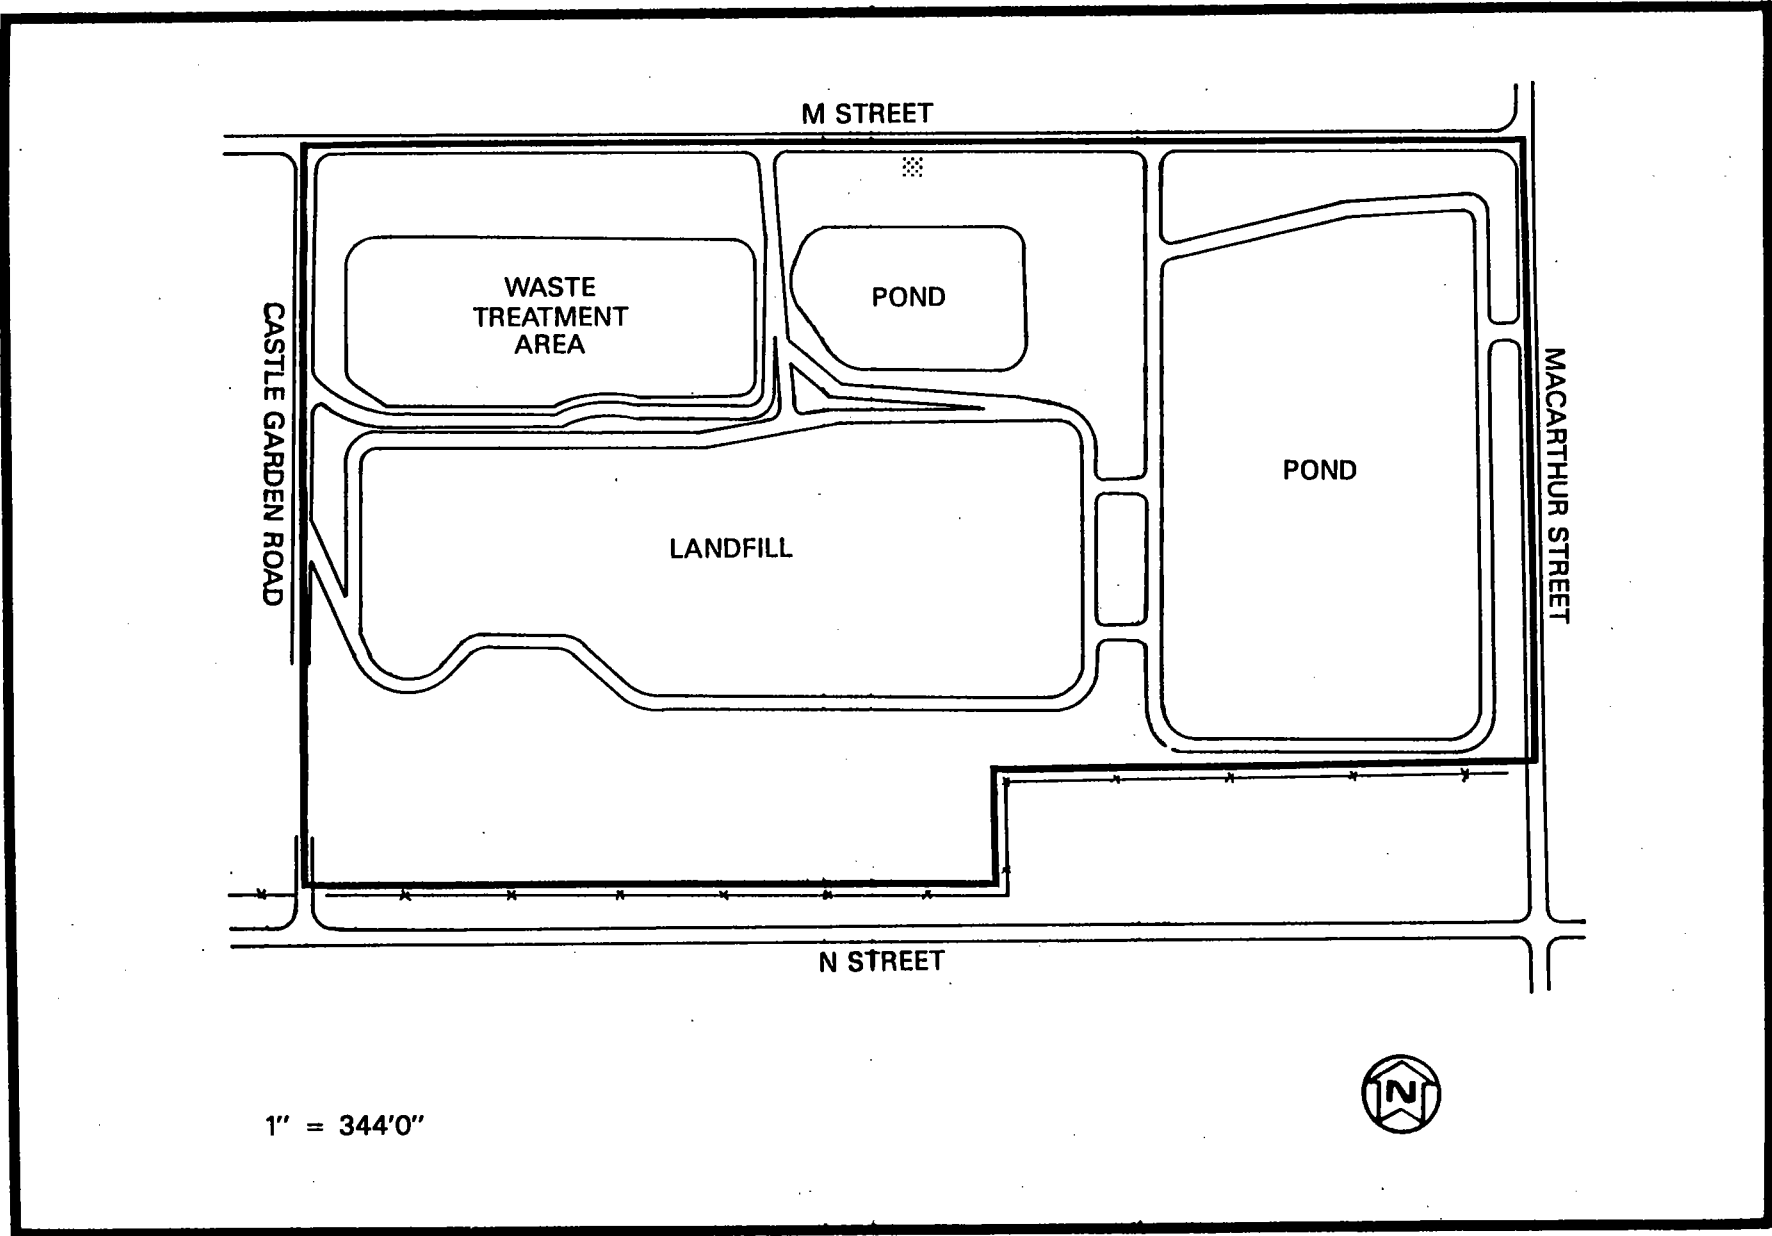 M STREET
WASTE
TREATMENT
AREA
POND
CASTLE GARDEN ROAD
MACARTHUR STREET
POND
LANDFILL
N STREET
1" = 344'0"
N